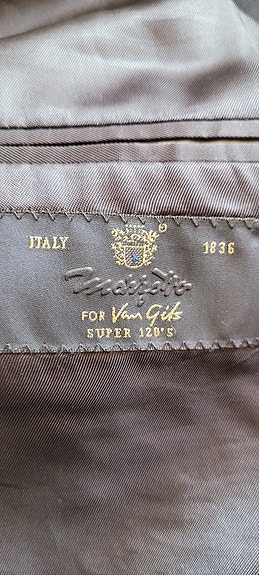 ITALY 1836
Marzotto
FOR Van Gils
SUPER 120'S